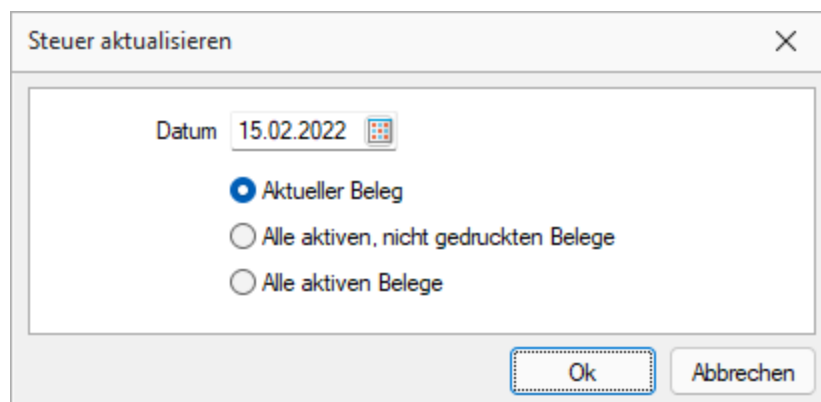 Steuer aktualisieren
Datum 15.02.2022
Aktueller Beleg
Alle aktiven, nicht gedruckten Belege
Alle aktiven Belege
Ok Abbrechen